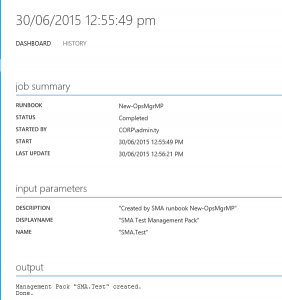 30/06/2015 12:55:49 pm
DASHBOARD HISTORY
job summary
RUNBOOK New-OpsMgrMP
STATUS Completed
STARTED BY CORP\admin.ty
START 30/06/2015 12:55:49 PM
LAST UPDATE 30/06/2015 12:56:21 PM
input parameters
DESCRIPTION "Created by SMA runbook New-OpsMgrMP"
DISPLAYNAME "SMA Test Management Pack"
NAME "SMA.Test"
output
Management Pack "SMA.Test" created.
Done.